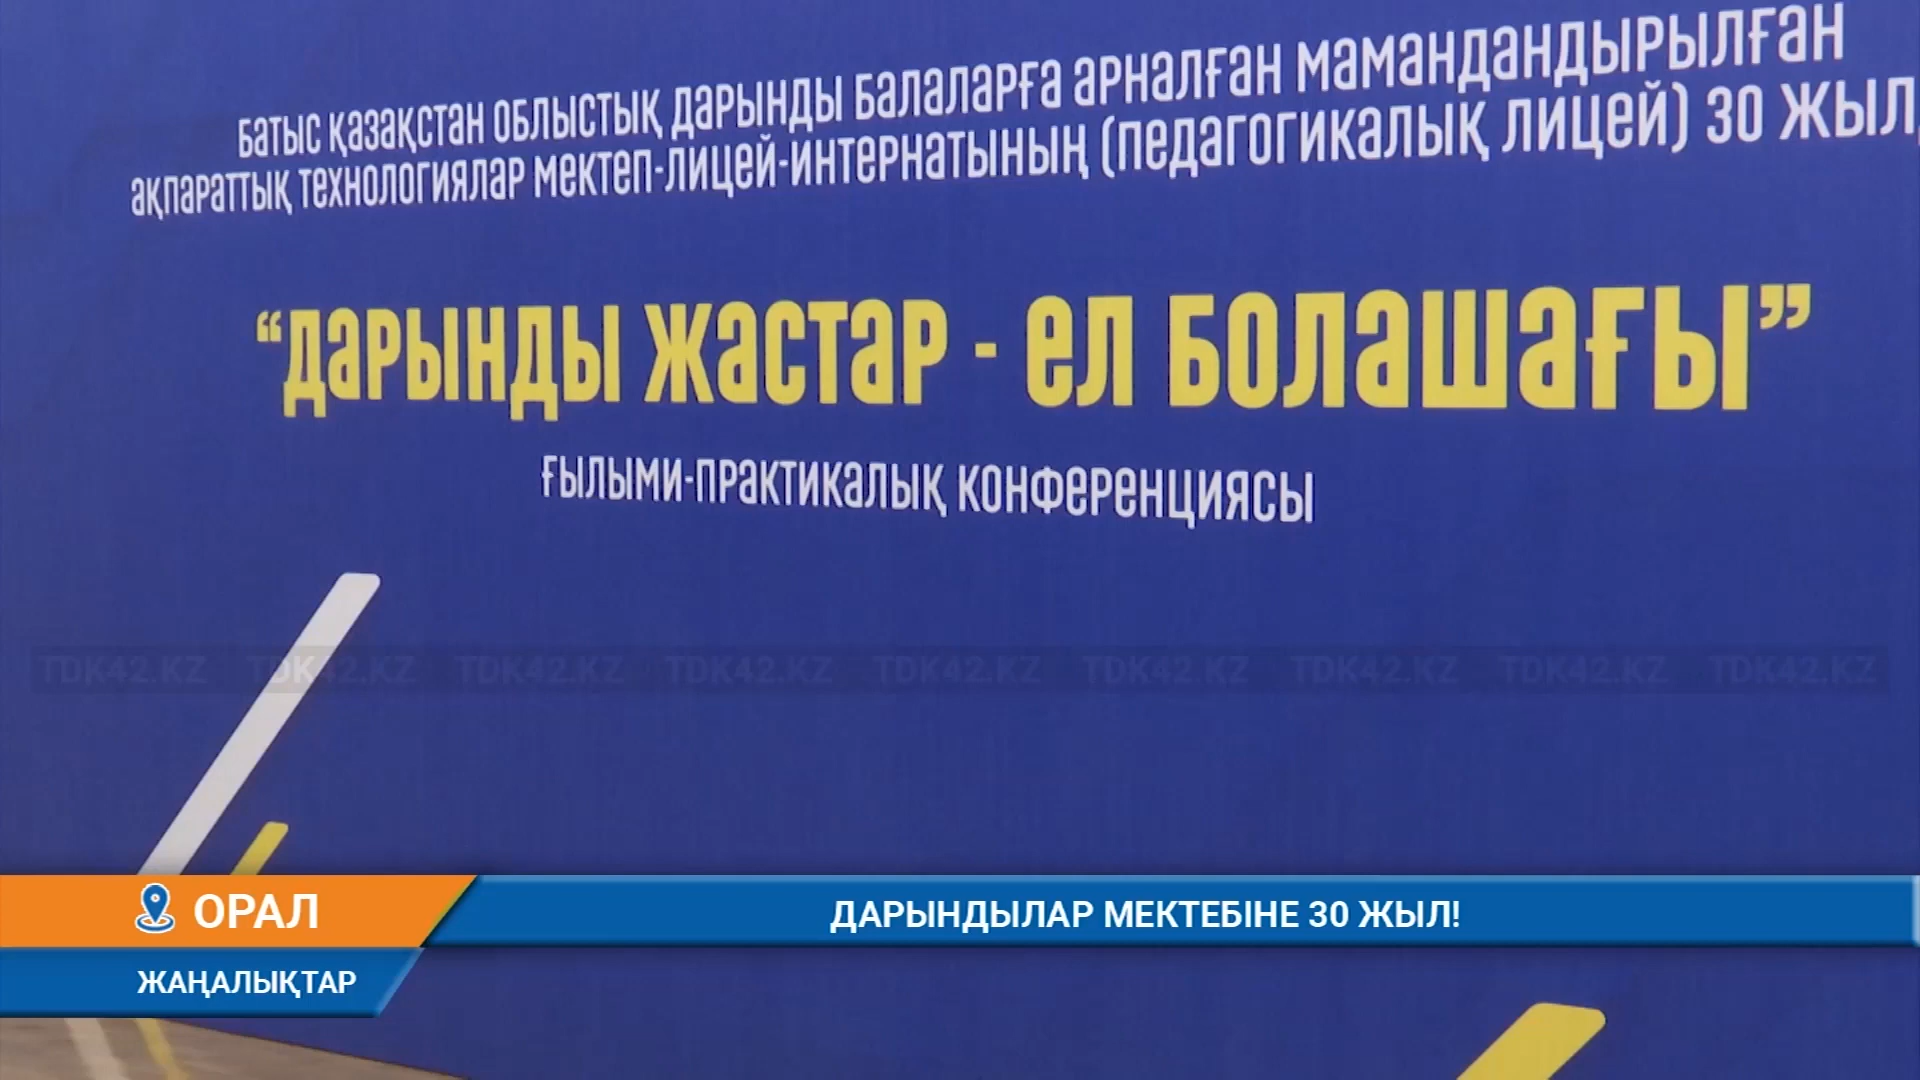 БАТЫС ҚАЗАҚСТАН ОБЛЫСТЫҚ ДАРЫНДЫ БАЛАЛАРҒА АРНАЛҒАН МАМАНДАНДЫРЫЛҒАН
АҚПАРАТТЫҚ ТЕХНОЛОГИЯЛАР МЕКТЕП-ЛИЦЕЙ-ИНТЕРНАТЫНЫҢ (ПЕДАГОГИКАЛЫҚ ЛИЦЕЙ) 30 ЖЫЛ
“ДАРЫНДЫ ЖАСТАР - ЕЛ БОЛАШАҒЫ”
ҒЫЛЫМИ-ПРАКТИКАЛЫҚ КОНФЕРЕНЦИЯСЫ
TDK42.KZ TDK42.KZ TDK42.KZ TDK42.KZ TDK42.KZ TDK42.KZ TDK42.KZ TDK42.KZ TDK42.KZ
ОРАЛ
ДАРЫНДЫЛАР МЕКТЕБІНЕ 30 ЖЫЛ!
ЖАҢАЛЫҚТАР